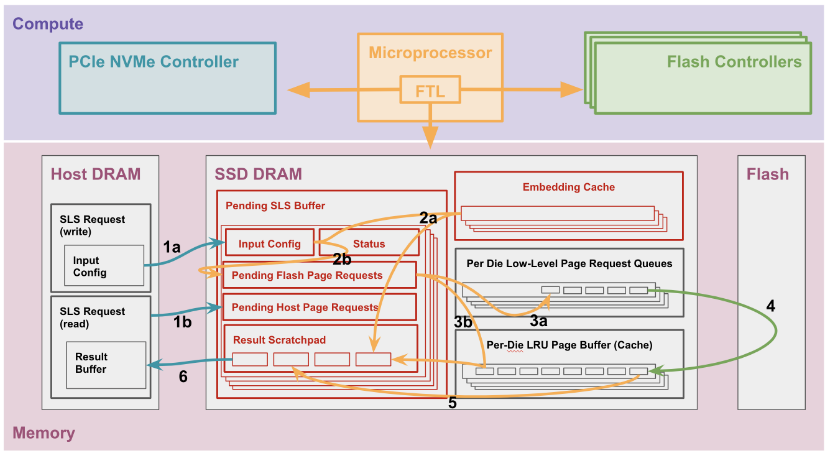 Compute
PCIe NVMe Controller
Microprocessor
FTL
Flash Controllers
Host DRAM
SSD DRAM
Flash
SLS Request
(write)
Input
Config
1a
SLS Request
(read)
Result
Buffer
1b
6
Pending SLS Buffer
Input Config
Status
2a
2b
Pending Flash Page Requests
Pending Host Page Requests
Result Scratchpad
Embedding Cache
Per Die Low-Level Page Request Queues
3b
3a
4
Per-Die LRU Page Buffer (Cache)
5
Memory